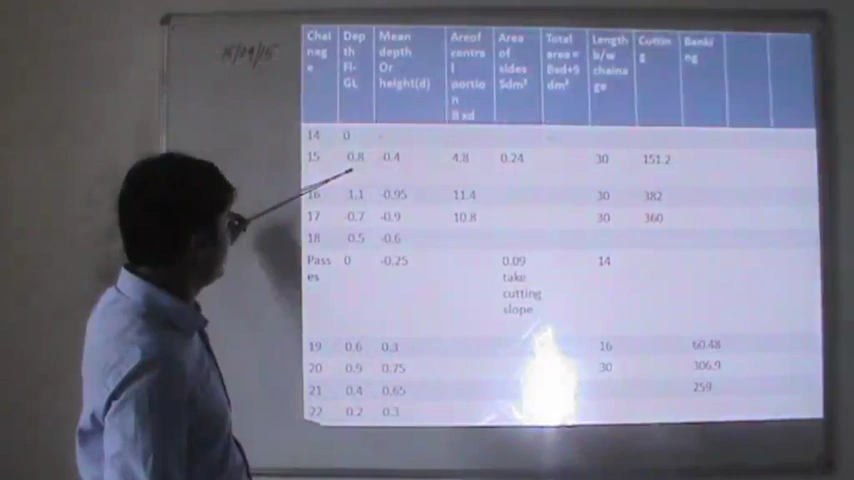 15/09/15
Chai nag e | Dep th Fl- GL | Mean depth Or height(d) | Areof contra l portio n B xd | Area of sides Sdm² | Total area = Bxd+S dm² | Length b/w chaina ge | Cuttin g | Banki ng
14 0
15 0.8 0.4 4.8 0.24 30 151.2
16 1.1 -0.95 11.4 30 382
17 -0.7 -0.9 10.8 30 360
18 0.5 -0.6
Pass es 0 -0.25 0.09 take cutting slope 14
19 0.6 0.3 16 60.48
20 0.9 0.75 30 306.9
21 0.4 0.65 259
22 0.2 0.3